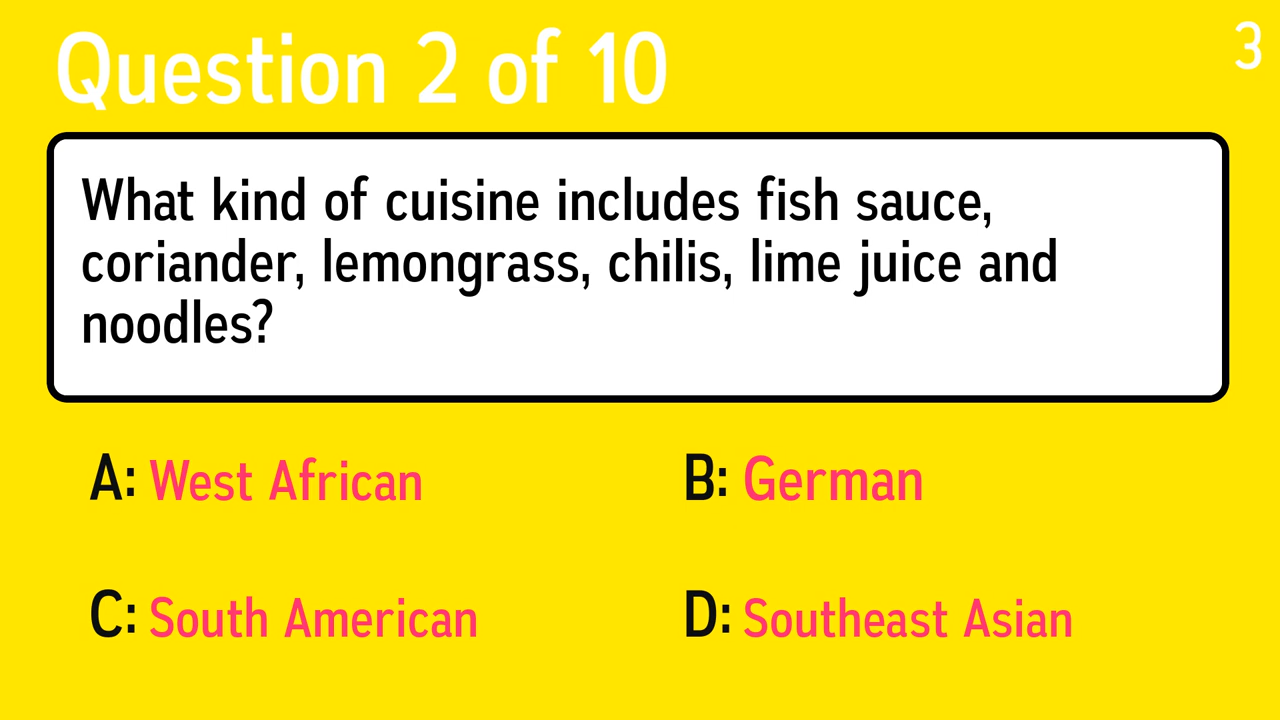 Question 2 of 10
3
What kind of cuisine includes fish sauce,
coriander, lemongrass, chilis, lime juice and
noodles?
A: West African
B: German
C: South American
D: Southeast Asian